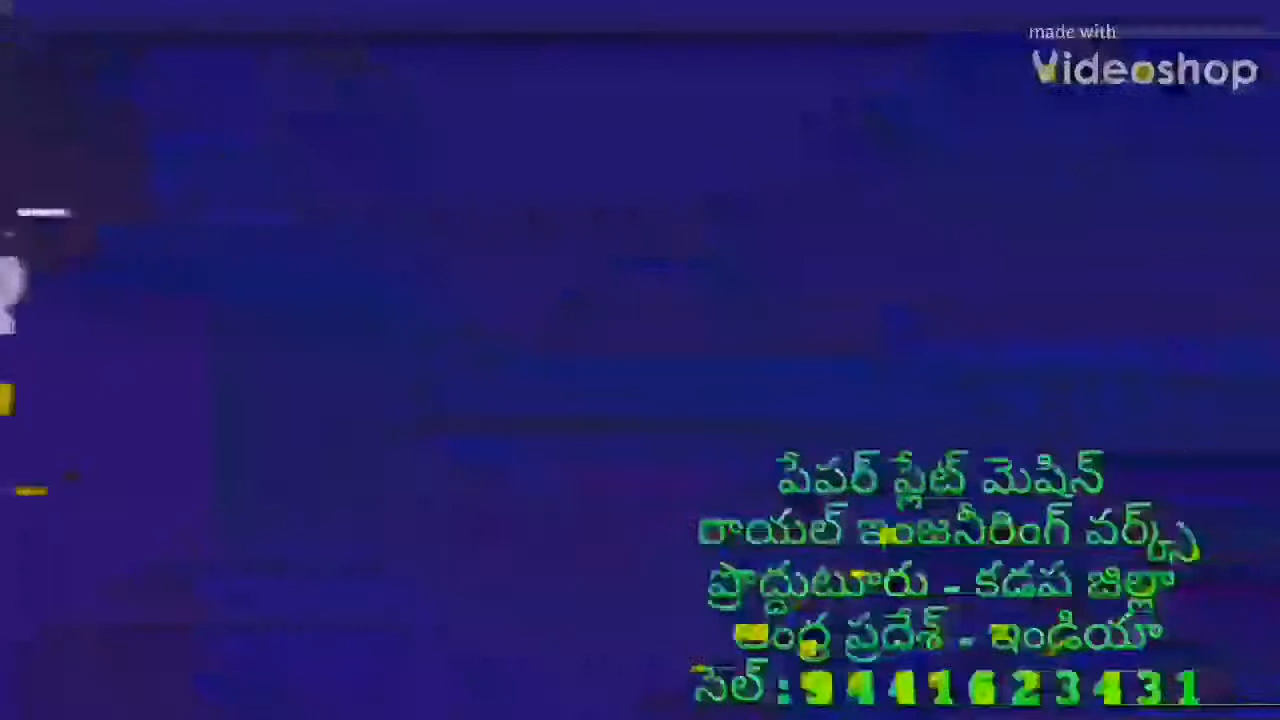 made with
Videoshop
పేపర్ ప్లేట్ మెషిన్
రాయల్ ఇంజనీరింగ్ వర్క్స్
ప్రొద్దుటూరు - కడప జిల్లా
ఆంధ్ర ప్రదేశ్ - ఇండియా
సెల్ : 9441623431